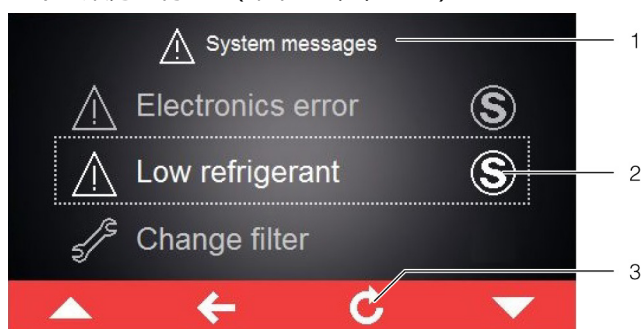 System messages
1
Electronics error
S
Low refrigerant
S
2
Change filter
3